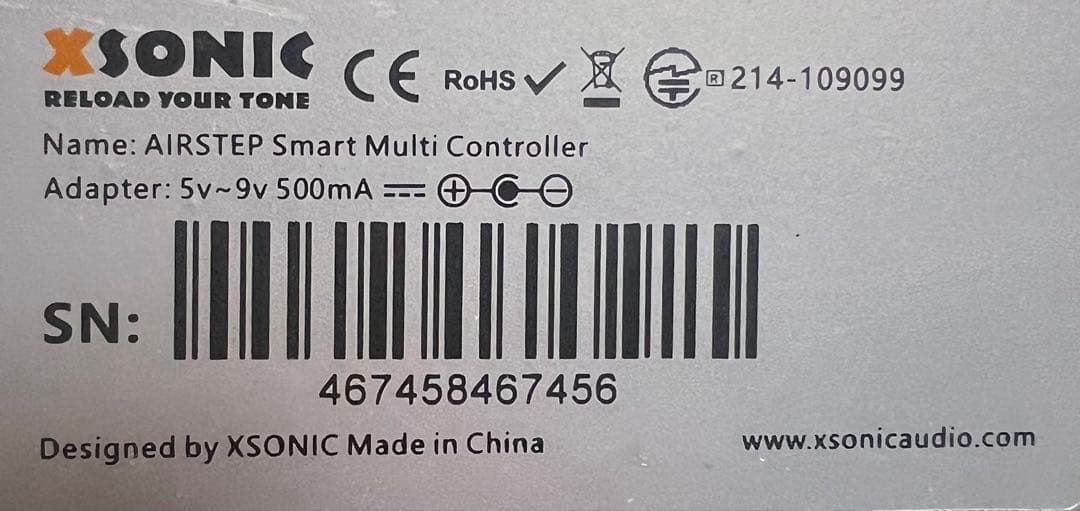 XSONIC
RELOAD YOUR TONE
CE RoHS ✓ R 214-109099
Name: AIRSTEP Smart Multi Controller
Adapter: 5v~9v 500mA
SN:
467458467456
Designed by XSONIC Made in China
www.xsonicaudio.com